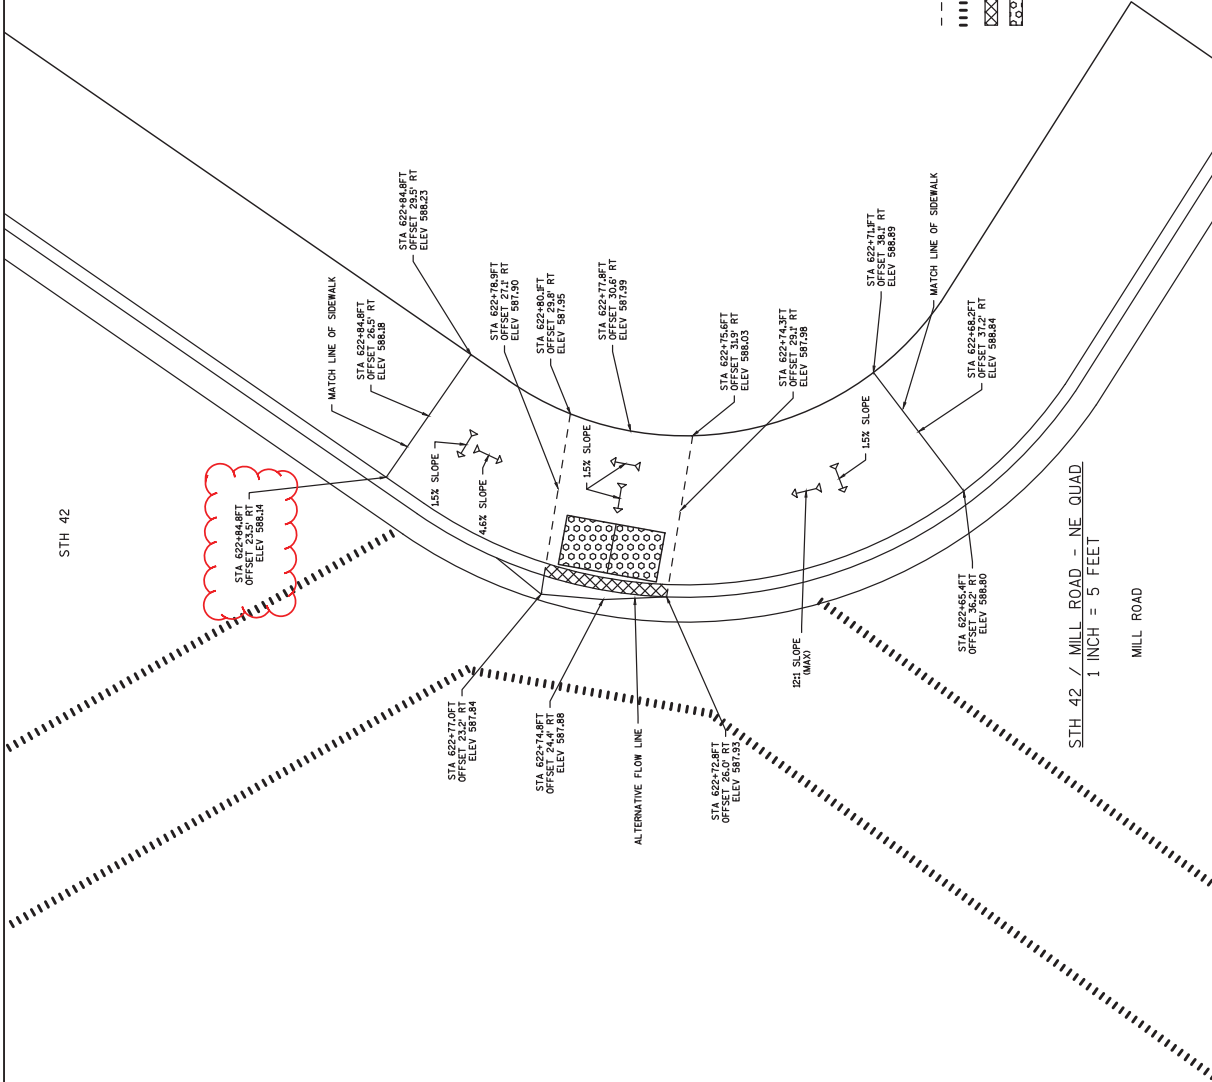 STH 42
STA 622+84.8FT
OFFSET 23.5' RT
ELEV 588.14
MATCH LINE OF SIDEWALK
STA 622+84.8FT
OFFSET 26.5' RT
ELEV 588.18
STA 622+84.8FT
OFFSET 29.5' RT
ELEV 588.23
1.5% SLOPE
4.6% SLOPE
STA 622+78.9FT
OFFSET 27.1' RT
ELEV 587.90
STA 622+80.1FT
OFFSET 29.8' RT
ELEV 587.95
1.5% SLOPE
STA 622+77.8FT
OFFSET 30.6' RT
ELEV 587.99
STA 622+75.6FT
OFFSET 31.9' RT
ELEV 588.03
STA 622+74.3FT
OFFSET 29.1' RT
ELEV 587.98
STA 622+71.1FT
OFFSET 38.1' RT
ELEV 588.89
1.5% SLOPE
MATCH LINE OF SIDEWALK
STA 622+68.2FT
OFFSET 37.2' RT
ELEV 588.84
STA 622+77.0FT
OFFSET 23.2' RT
ELEV 587.84
STA 622+74.8FT
OFFSET 24.4' RT
ELEV 587.88
ALTERNATIVE FLOW LINE
STA 622+72.8FT
OFFSET 26.0' RT
ELEV 587.93
12:1 SLOPE
(MAX)
STA 622+65.4FT
OFFSET 36.2' RT
ELEV 588.80
STH 42 / MILL ROAD - NE QUAD
1 INCH = 5 FEET
MILL ROAD